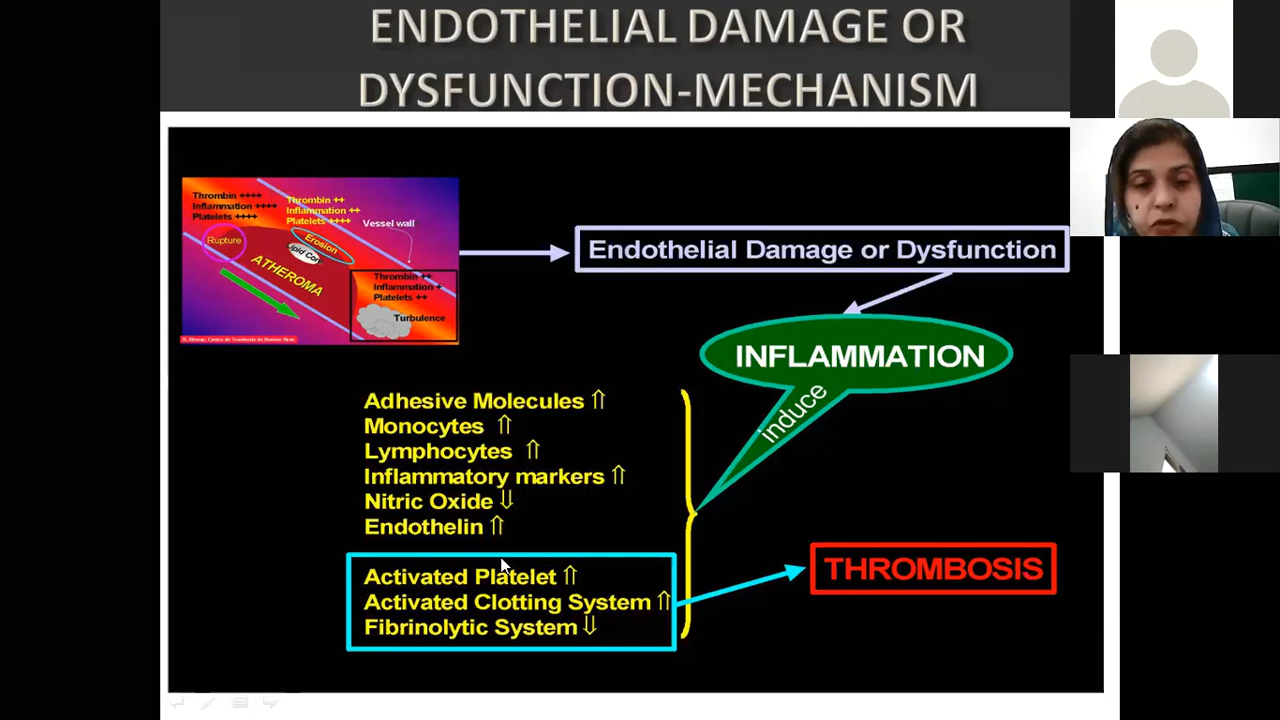 ENDOTHELIAL DAMAGE OR
DYSFUNCTION-MECHANISM
Thrombin ++++
Inflammation ++++
Platelets ++++
Thrombin ++
Inflammation ++
Platelets ++++
Vessel wall
Rupture
Erosion
ATHEROMA
Thrombin ++
Inflammation +
Platelets ++
Turbulence
Endothelial Damage or Dysfunction
INFLAMMATION
induce
Adhesive Molecules ⇑
Monocytes ⇑
Lymphocytes ⇑
Inflammatory markers ⇑
Nitric Oxide ⇓
Endothelin ⇑
Activated Platelet ⇑
Activated Clotting System ⇑
Fibrinolytic System ⇓
THROMBOSIS